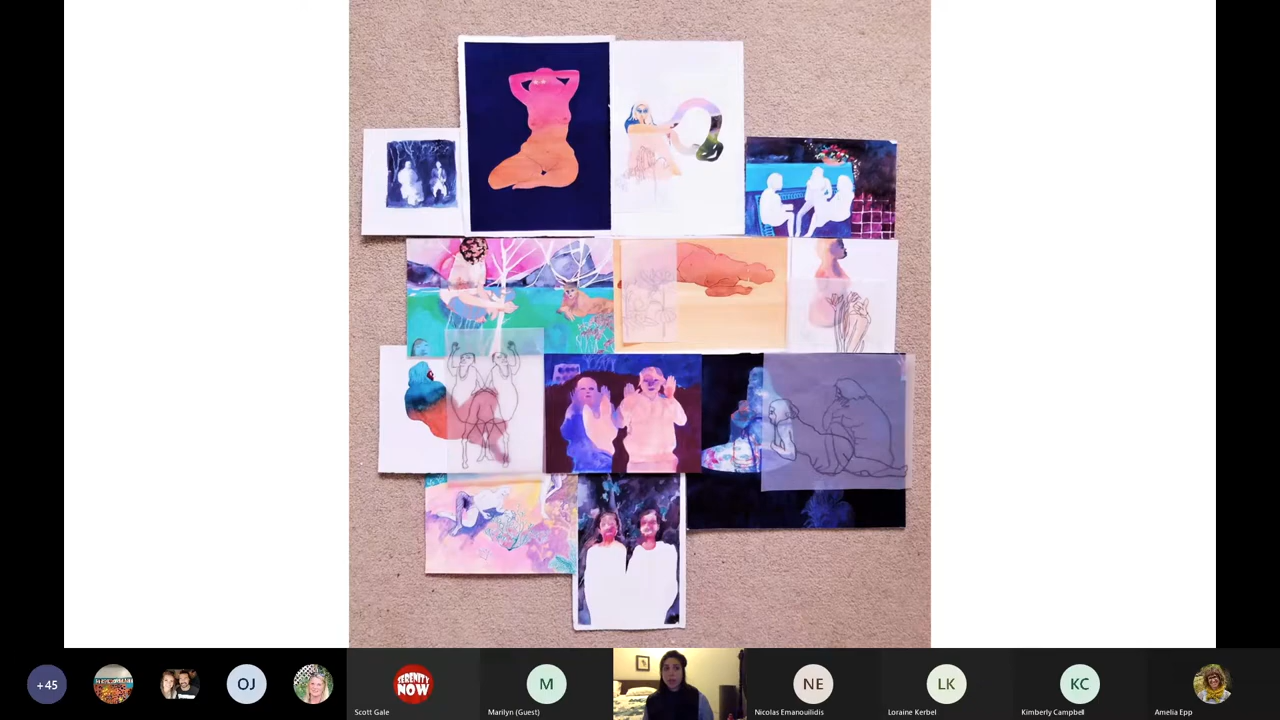 +45
OJ
SERENITY
NOW
Scott Gale
M
Marilyn (Guest)
NE
Nicolas Emanouilidis
LK
Loraine Kerbel
KC
Kimberly Campbell
Amelia Epp